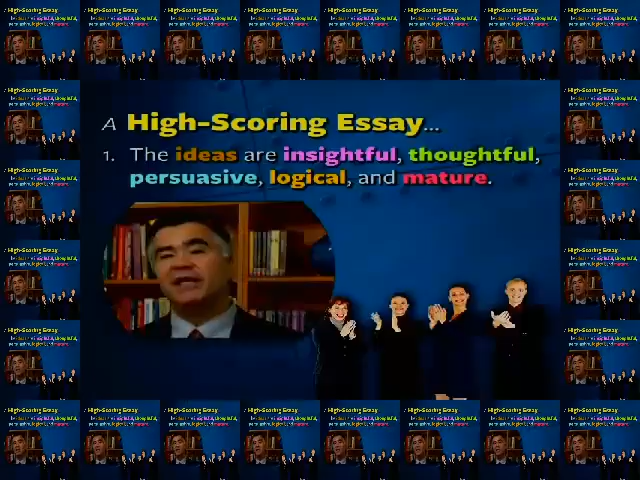 A High-Scoring Essay...
1. The ideas are insightful, thoughtful,
persuasive, logical, and mature.